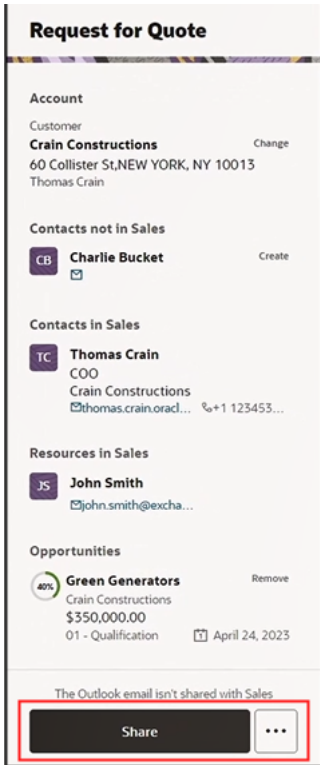 Request for Quote
Account
Customer
Crain Constructions Change
60 Collister St,NEW YORK, NY 10013
Thomas Crain
Contacts not in Sales
CB Charlie Bucket Create
Contacts in Sales
TC Thomas Crain
COO
Crain Constructions
thomas.crain.oracl... +1 123453...
Resources in Sales
JS John Smith
john.smith@excha...
Opportunities
40% Green Generators Remove
Crain Constructions
$350,000.00
01 - Qualification April 24, 2023
The Outlook email isn't shared with Sales
Share ...